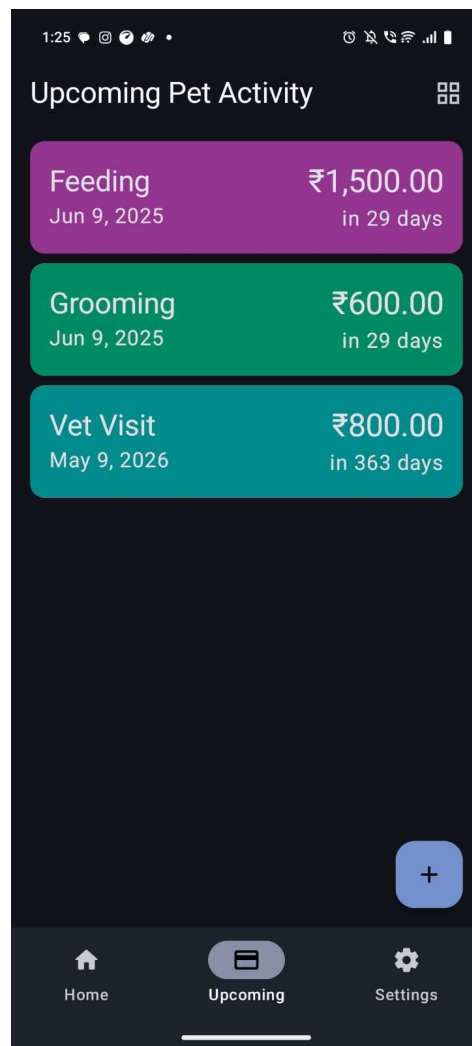 1:25
Upcoming Pet Activity
Feeding ₹1,500.00
Jun 9, 2025 in 29 days
Grooming ₹600.00
Jun 9, 2025 in 29 days
Vet Visit ₹800.00
May 9, 2026 in 363 days
+
Home Upcoming Settings